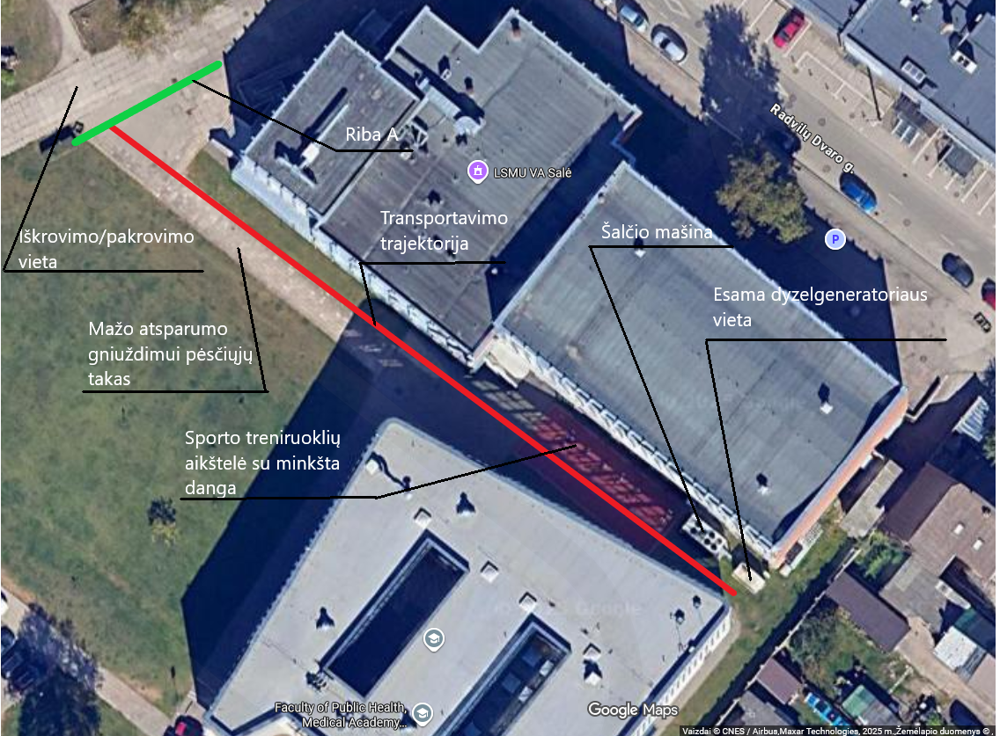 Riba A
Radvilų Dvaro g.
LSMU VA Salė
Transportavimo
trajektorija
Šalčio mašina
P
Iškrovimo/pakrovimo
vieta
Esama dyzelgeneratoriaus
vieta
Mažo atsparumo
gniuždimui pėsčiųjų
takas
Sporto treniruoklių
aikštelė su minkšta
danga
Faculty of Public Health,
Medical Academy...
Google Maps
Vaizdai © CNES / Airbus,Maxar Technologies, 2025 m.,Žemėlapio duomenys ©